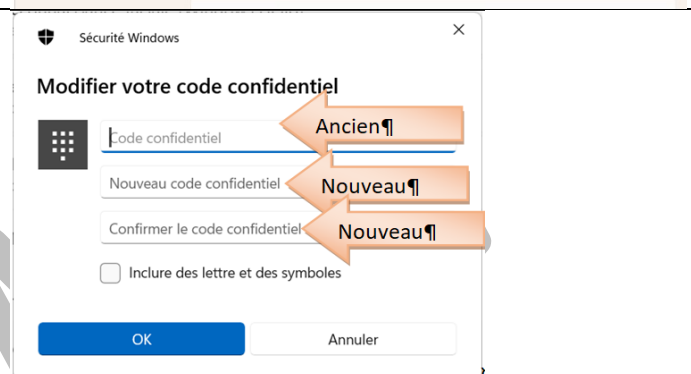 Sécurité Windows
Modifier votre code confidentiel
Code confidentiel
Ancien¶
Nouveau code confidentiel
Nouveau¶
Confirmer le code confidentiel
Nouveau¶
Inclure des lettre et des symboles
OK
Annuler